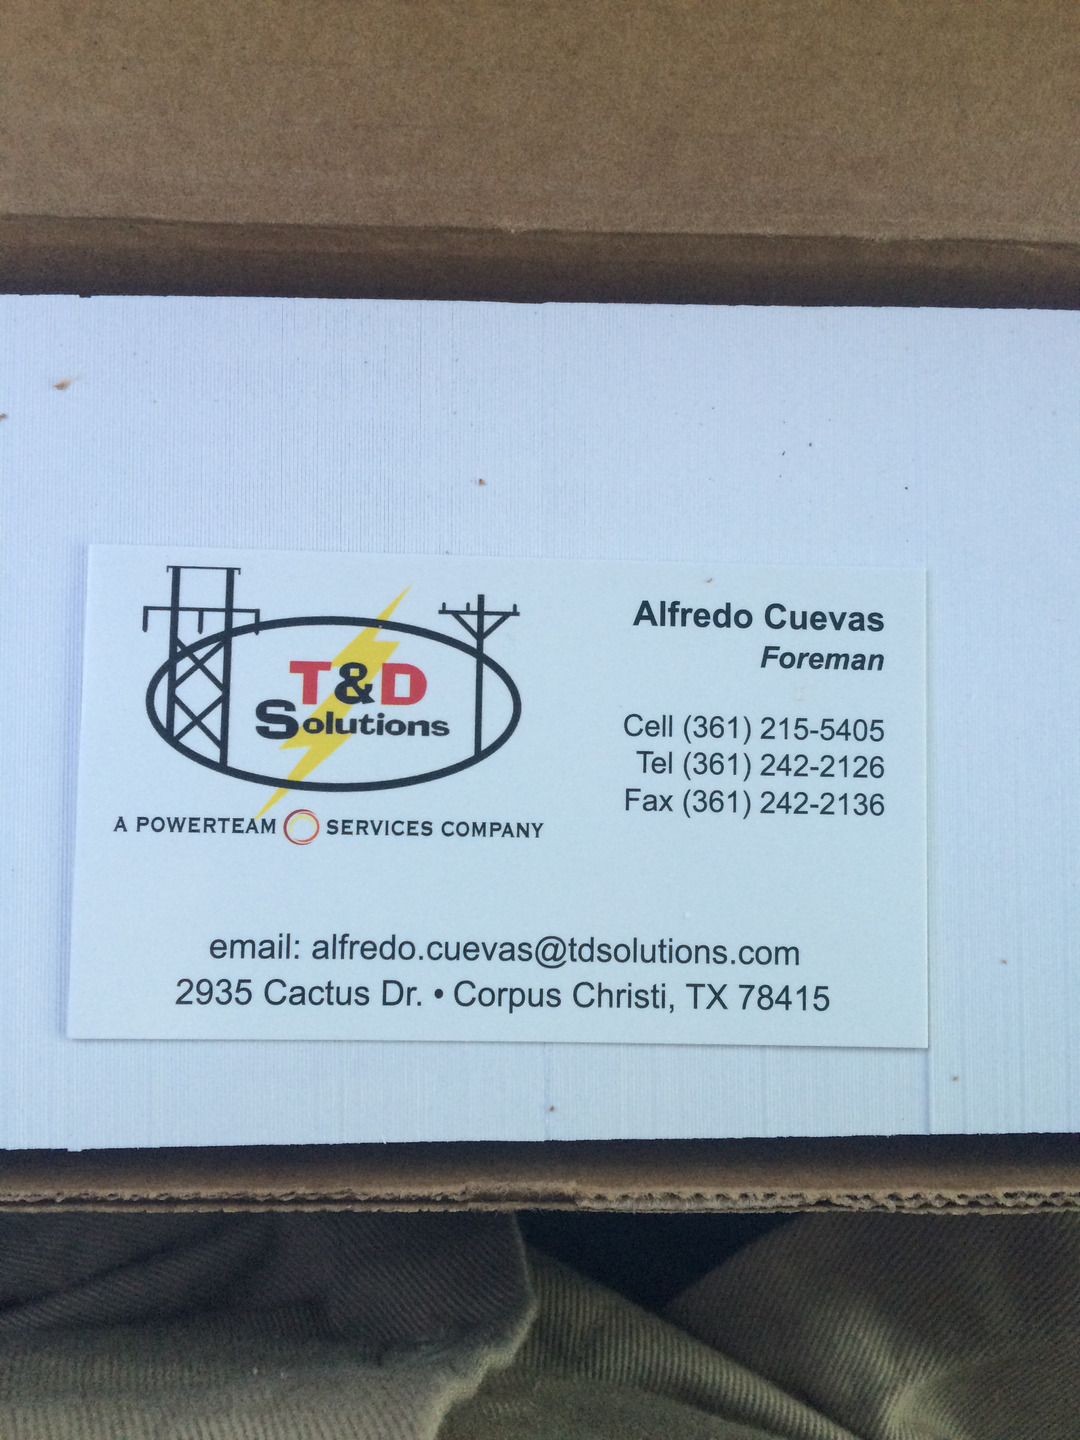 T&D
Solutions
A POWERTEAM SERVICES COMPANY
Alfredo Cuevas
Foreman
Cell (361) 215-5405
Tel (361) 242-2126
Fax (361) 242-2136
email: alfredo.cuevas@tdsolutions.com
2935 Cactus Dr. • Corpus Christi, TX 78415